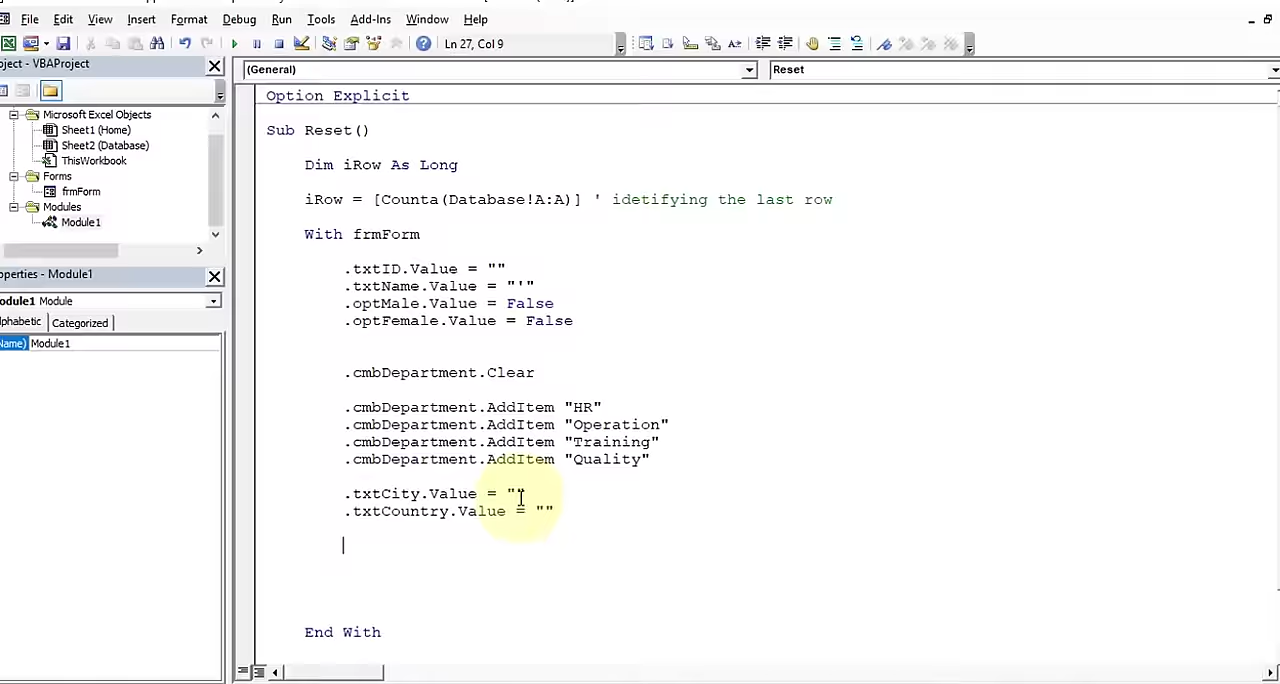 File Edit View Insert Format Debug Run Tools Add-Ins Window Help
Ln 27, Col 9
oject - VBAProject
(General) Reset
Microsoft Excel Objects
Sheet1 (Home)
Sheet2 (Database)
ThisWorkbook
Forms
frmForm
Modules
Module1
operties - Module1
odule1 Module
phabetic Categorized
Name) Module1
Option Explicit
Sub Reset()
Dim iRow As Long
iRow = [Counta(Database!A:A)] ' idetifying the last row
With frmForm
.txtID.Value = ""
.txtName.Value = "'"
.optMale.Value = False
.optFemale.Value = False
.cmbDepartment.Clear
.cmbDepartment.AddItem "HR"
.cmbDepartment.AddItem "Operation"
.cmbDepartment.AddItem "Training"
.cmbDepartment.AddItem "Quality"
.txtCity.Value = ""
.txtCountry.Value = ""
End With